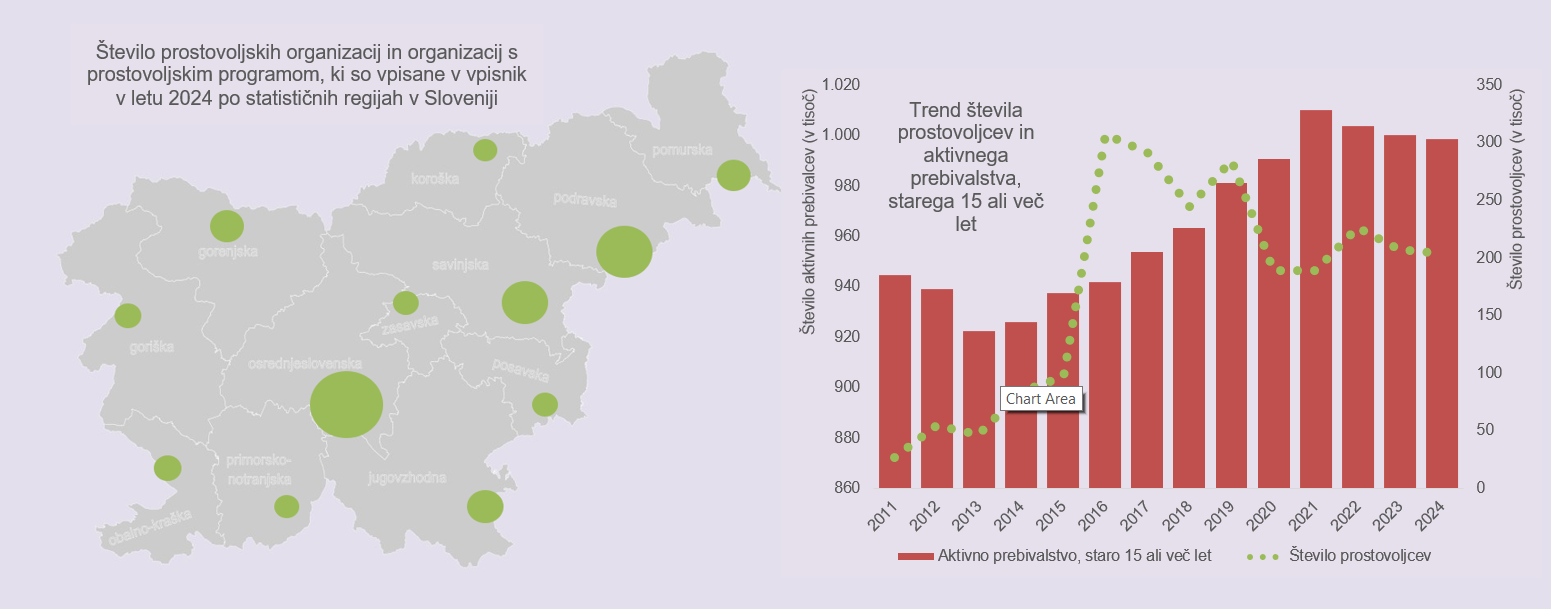 Število prostovoljskih organizacij in organizacij s
prostovoljskim programom, ki so vpisane v vpisnik
v letu 2024 po statističnih regijah v Sloveniji
pomurska
koroška
podravska
goranjska
savinjska
zasavska
goriška
osrednjeslovenska
posavska
primorsko-
notranjska
jugovzhodna
obalno-kraška
Trend števila
prostovoljcev in
aktivnega
prebivalstva,
starega 15 ali več
let
Število aktivnih prebivalcev (v tisoč)
1.020
1.000
980
960
940
920
900
880
860
Število prostovoljcev (v tisoč)
350
300
250
200
150
100
50
0
Chart Area
2011
2012
2013
2014
2015
2016
2017
2018
2019
2020
2021
2022
2023
2024
Aktivno prebivalstvo, staro 15 ali več let
Število prostovoljcev